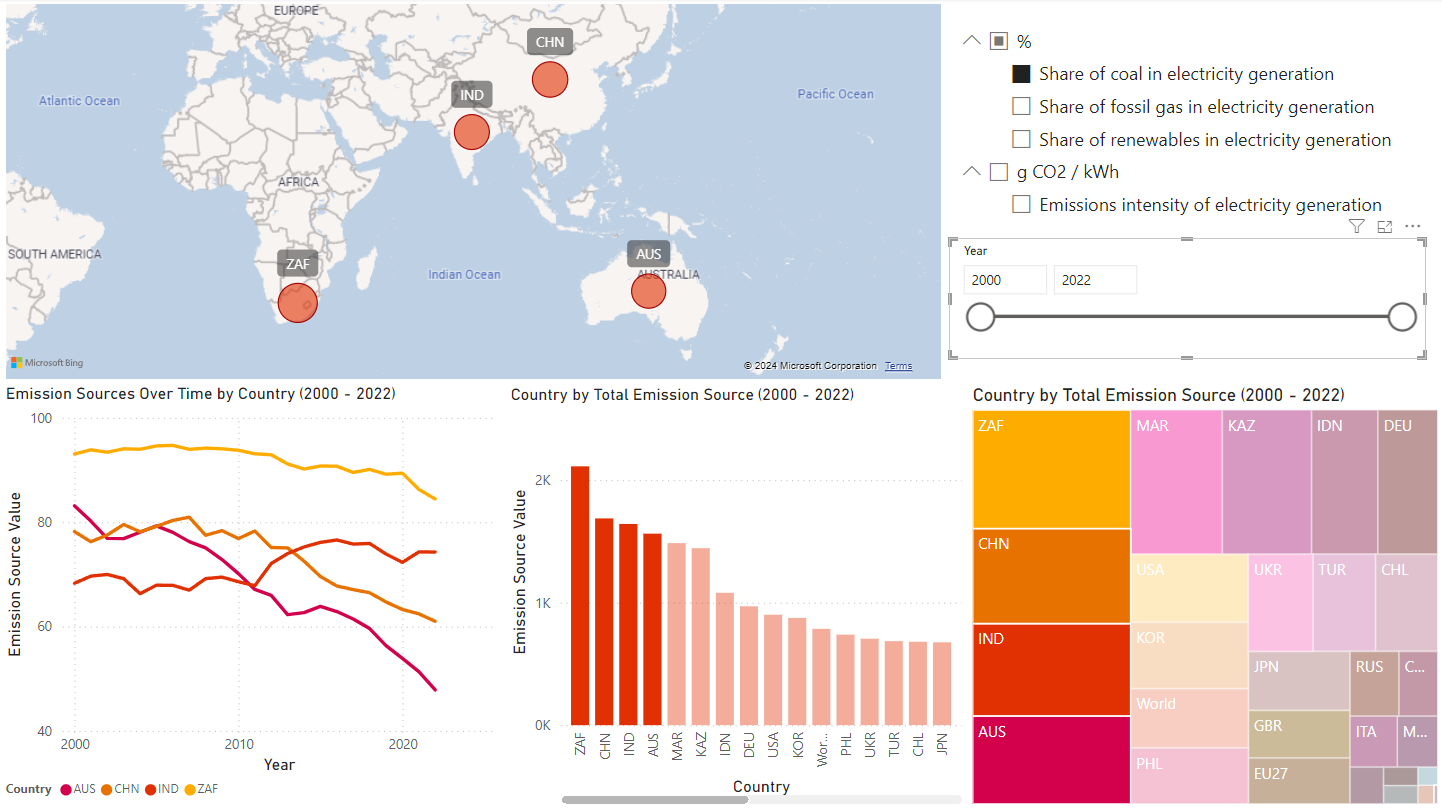 EUROPE
CHN
IND
Atlantic Ocean
Pacific Ocean
AFRICA
SOUTH AMERICA
ZAF
AUS
AUSTRALIA
Indian Ocean
Microsoft Bing
© 2024 Microsoft Corporation Terms
%
Share of coal in electricity generation
Share of fossil gas in electricity generation
Share of renewables in electricity generation
g CO2 / kWh
Emissions intensity of electricity generation
Year
2000 2022
Emission Sources Over Time by Country (2000 - 2022)
Emission Source Value
100
80
60
40
2000 2010 2020
Year
Country AUS CHN IND ZAF
Country by Total Emission Source (2000 - 2022)
Emission Source Value
2K
1K
0K
ZAF CHN IND AUS MAR KAZ IDN DEU USA KOR Wor... PHL UKR TUR CHL JPN
Country
Country by Total Emission Source (2000 - 2022)
ZAF
CHN
IND
AUS
MAR
KAZ
IDN
DEU
USA
KOR
World
PHL
UKR
TUR
CHL
JPN
GBR
EU27
RUS
C...
ITA
M...